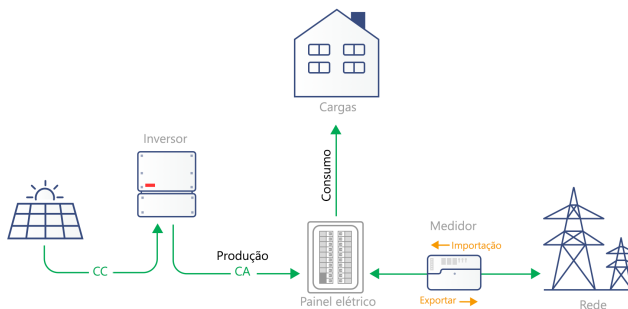 Cargas
Inversor
Consumo
Medidor
Importação
Produção
CC
CA
Painel elétrico
Exportar
Rede